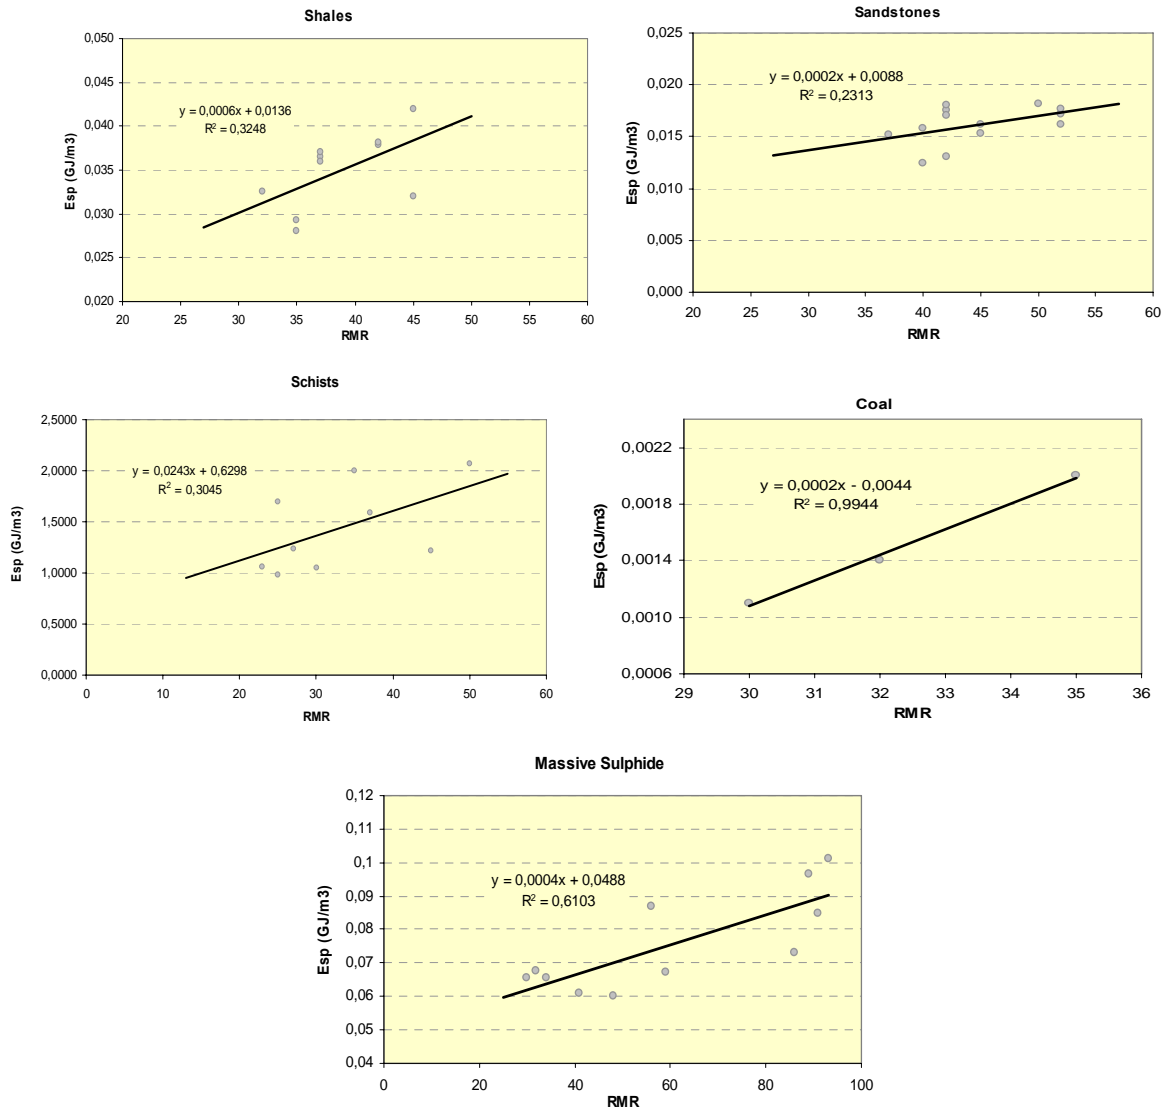 Shales
0,050
0,045
0,040
0,035
0,030
0,025
0,020
Esp (GJ/m3)
y = 0,0006x + 0,0136
R² = 0,3248
20 25 30 35 40 45 50 55 60
RMR
Sandstones
0,025
0,020
0,015
0,010
0,005
0,000
Esp (GJ/m3)
y = 0,0002x + 0,0088
R² = 0,2313
20 25 30 35 40 45 50 55 60
RMR
Schists
2,5000
2,0000
1,5000
1,0000
0,5000
0,0000
Esp (GJ/m3)
y = 0,0243x + 0,6298
R² = 0,3045
0 10 20 30 40 50 60
RMR
Coal
0,0022
0,0018
0,0014
0,0010
0,0006
Esp (GJ/m3)
y = 0,0002x - 0,0044
R² = 0,9944
29 30 31 32 33 34 35 36
RMR
Massive Sulphide
0,12
0,11
0,1
0,09
0,08
0,07
0,06
0,05
0,04
Esp (GJ/m3)
y = 0,0004x + 0,0488
R² = 0,6103
0 20 40 60 80 100
RMR